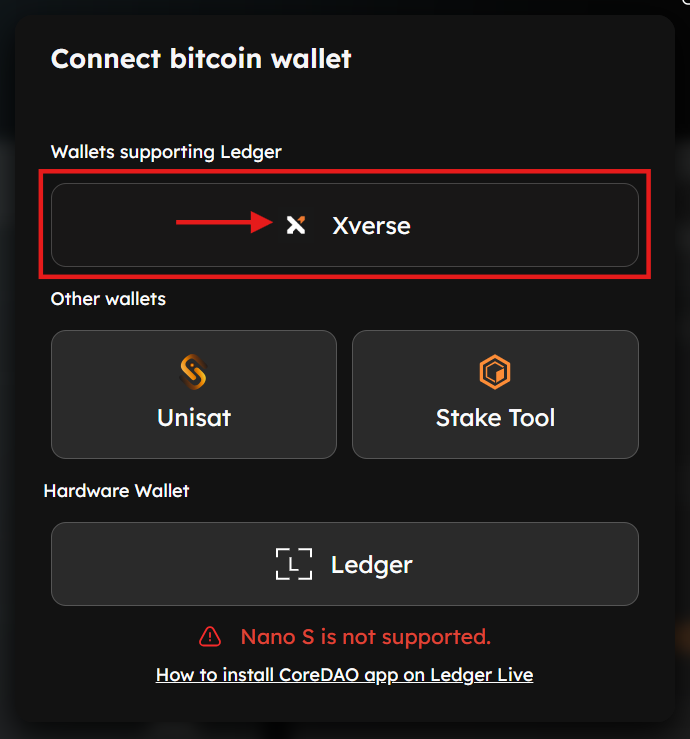 Connect bitcoin wallet
Wallets supporting Ledger
Xverse
Other wallets
Unisat
Stake Tool
Hardware Wallet
L
Ledger
Nano S is not supported.
How to install CoreDAO app on Ledger Live